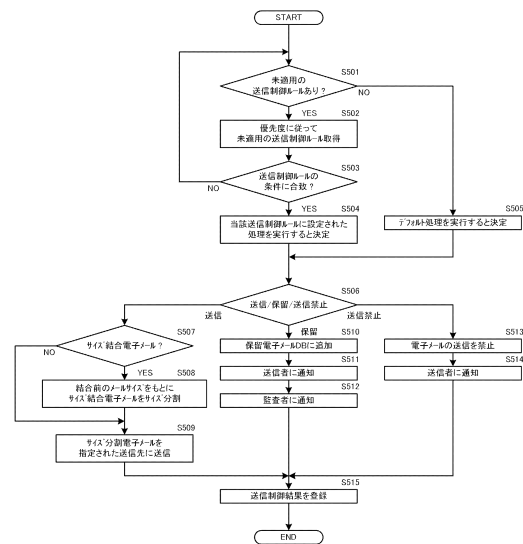 START
S501
未適用の
送信制御ルールあり?
NO
YES
S502
優先度に従って
未適用の送信制御ルール取得
S503
送信制御ルールの
条件に合致?
NO
YES
S504
当該送信制御ルールに設定された
処理を実行すると決定
S505
デフォルト処理を実行すると決定
S506
送信/保留/送信禁止
送信
保留
送信禁止
S507
サイズ結合電子メール?
NO
YES
S508
結合前のメールサイズをもとに
サイズ結合電子メールをサイズ分割
S509
サイズ分割電子メールを
指定された送信先に送信
S510
保留電子メールDBに追加
S511
送信者に通知
S512
監査者に通知
S513
電子メールの送信を禁止
S514
送信者に通知
S515
送信制御結果を登録
END